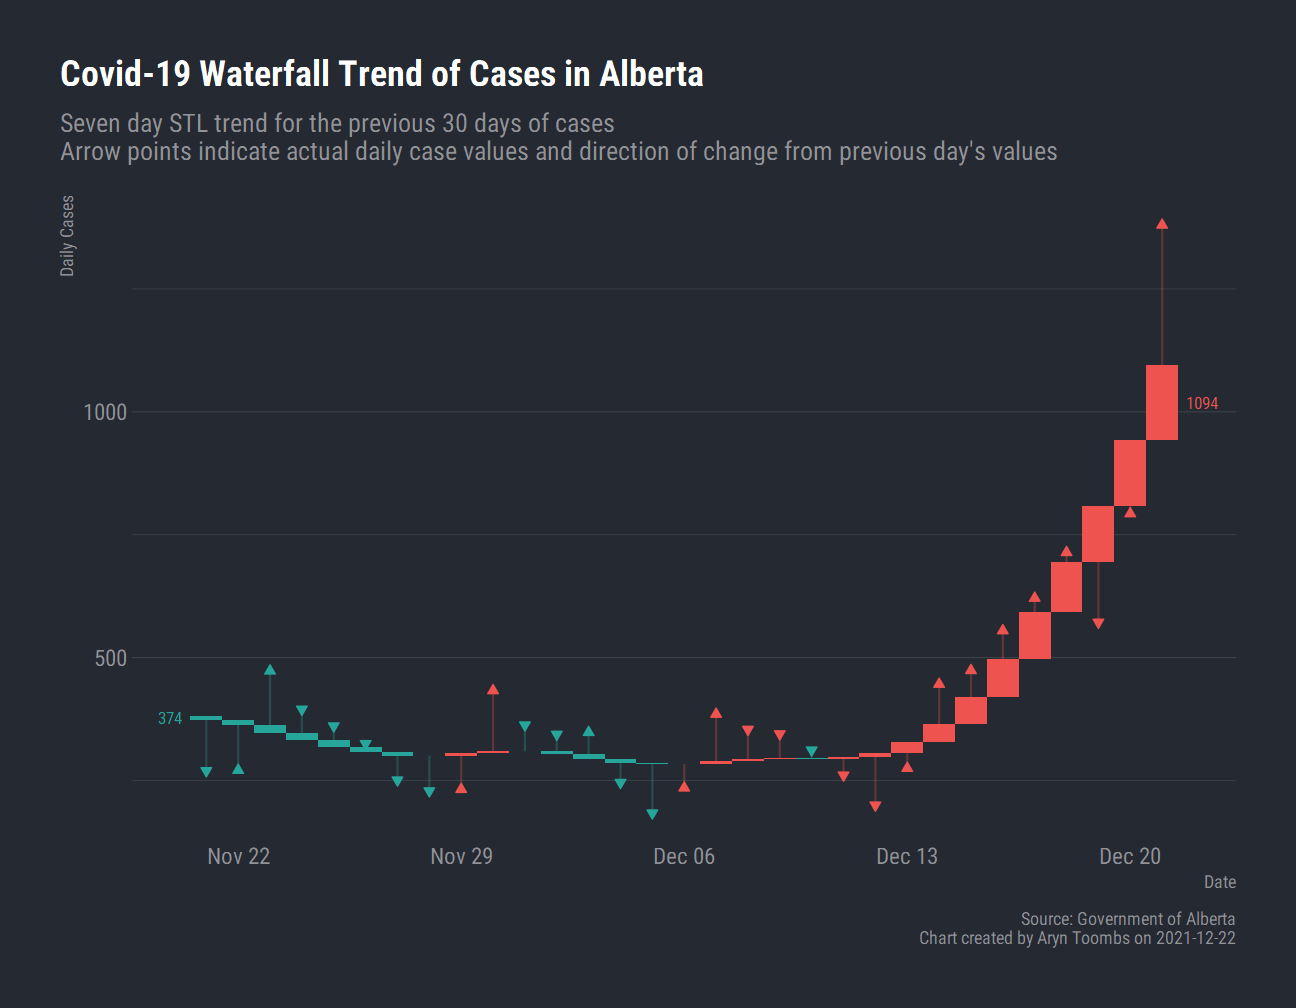 Covid-19 Waterfall Trend of Cases in Alberta
Seven day STL trend for the previous 30 days of cases
Arrow points indicate actual daily case values and direction of change from previous day's values
Daily Cases
1000
1094
500
374
Nov 22
Nov 29
Dec 06
Dec 13
Dec 20
Date
Source: Government of Alberta
Chart created by Aryn Toombs on 2021-12-22